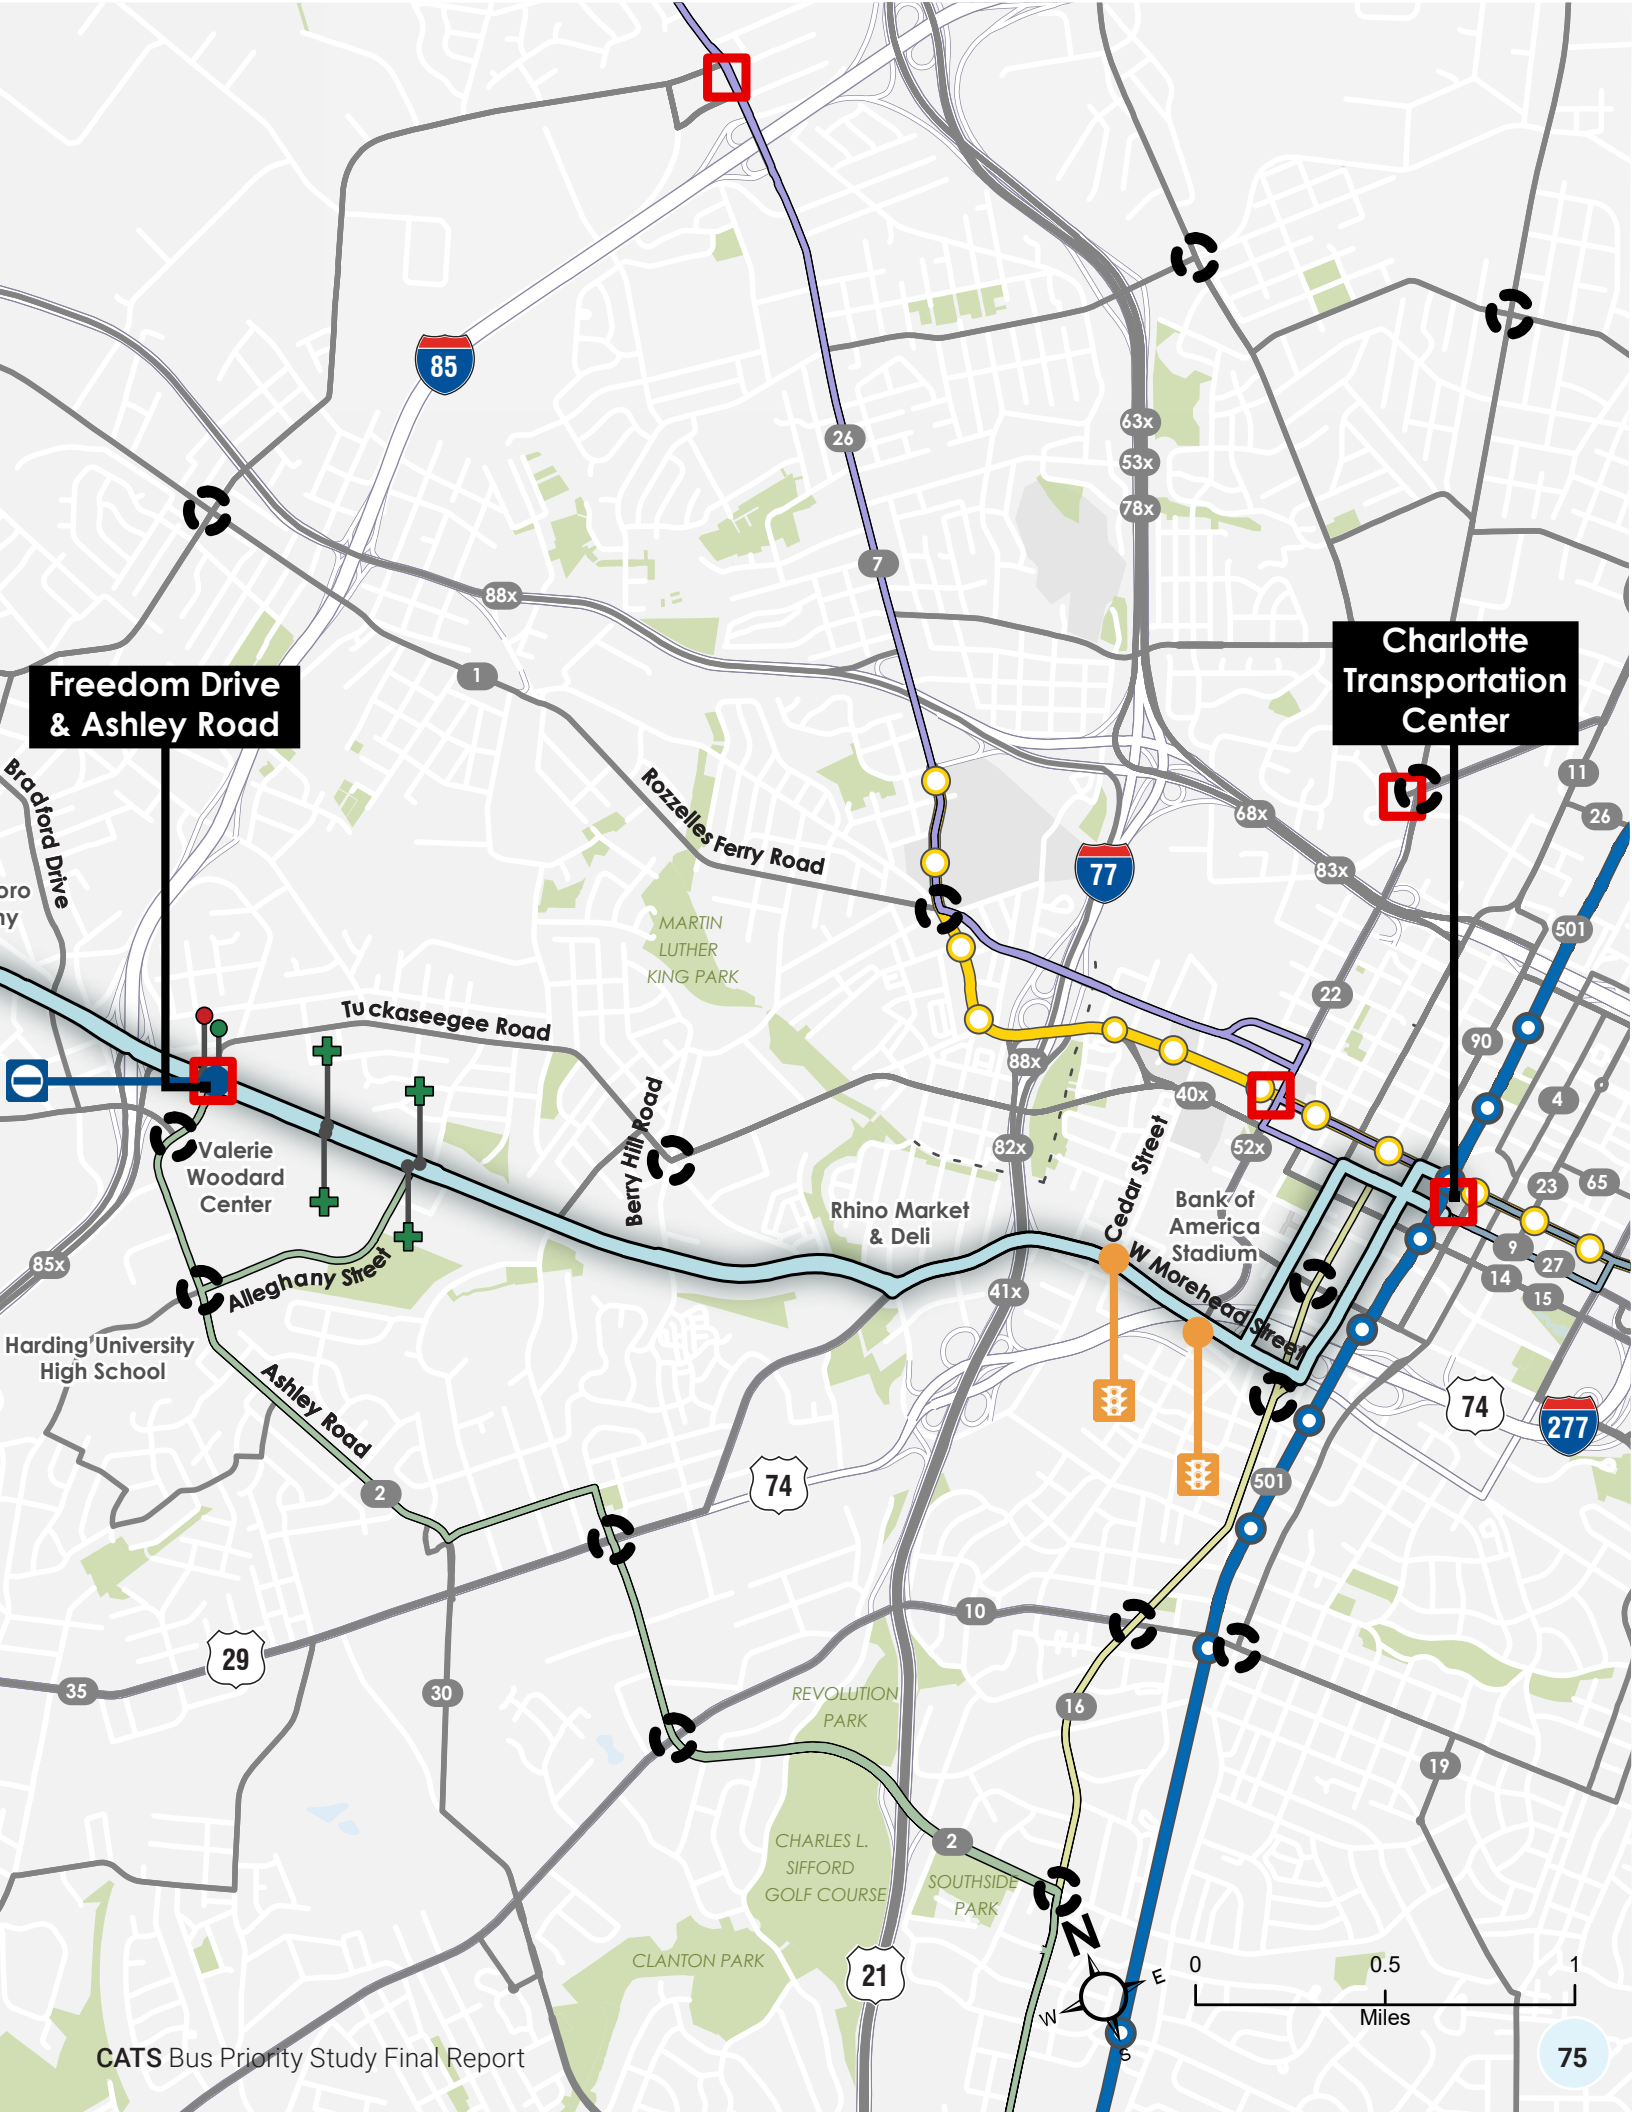 85
63x
53x
78x
26
7
88x
1
Freedom Drive
& Ashley Road
Charlotte
Transportation
Center
Bradford Drive
Rozzelles Ferry Road
11
26
68x
83x
77
oro
ny
501
MARTIN
LUTHER
KING PARK
22
Tuckaseegee Road
90
88x
40x
4
Berry Hill Road
Cedar Street
82x
52x
Valerie
Woodard
Center
Rhino Market
& Deli
Bank of
America
Stadium
23
65
9
27
14
15
85x
Alleghany Street
41x
W Morehead Street
Harding University
High School
Ashley Road
74
277
2
74
501
10
29
35
30
16
REVOLUTION
PARK
19
CHARLES L.
SIFFORD
GOLF COURSE
2
SOUTHSIDE
PARK
CLANTON PARK
21
N
E
W
S
0
0.5
1
Miles
CATS Bus Priority Study Final Report
75